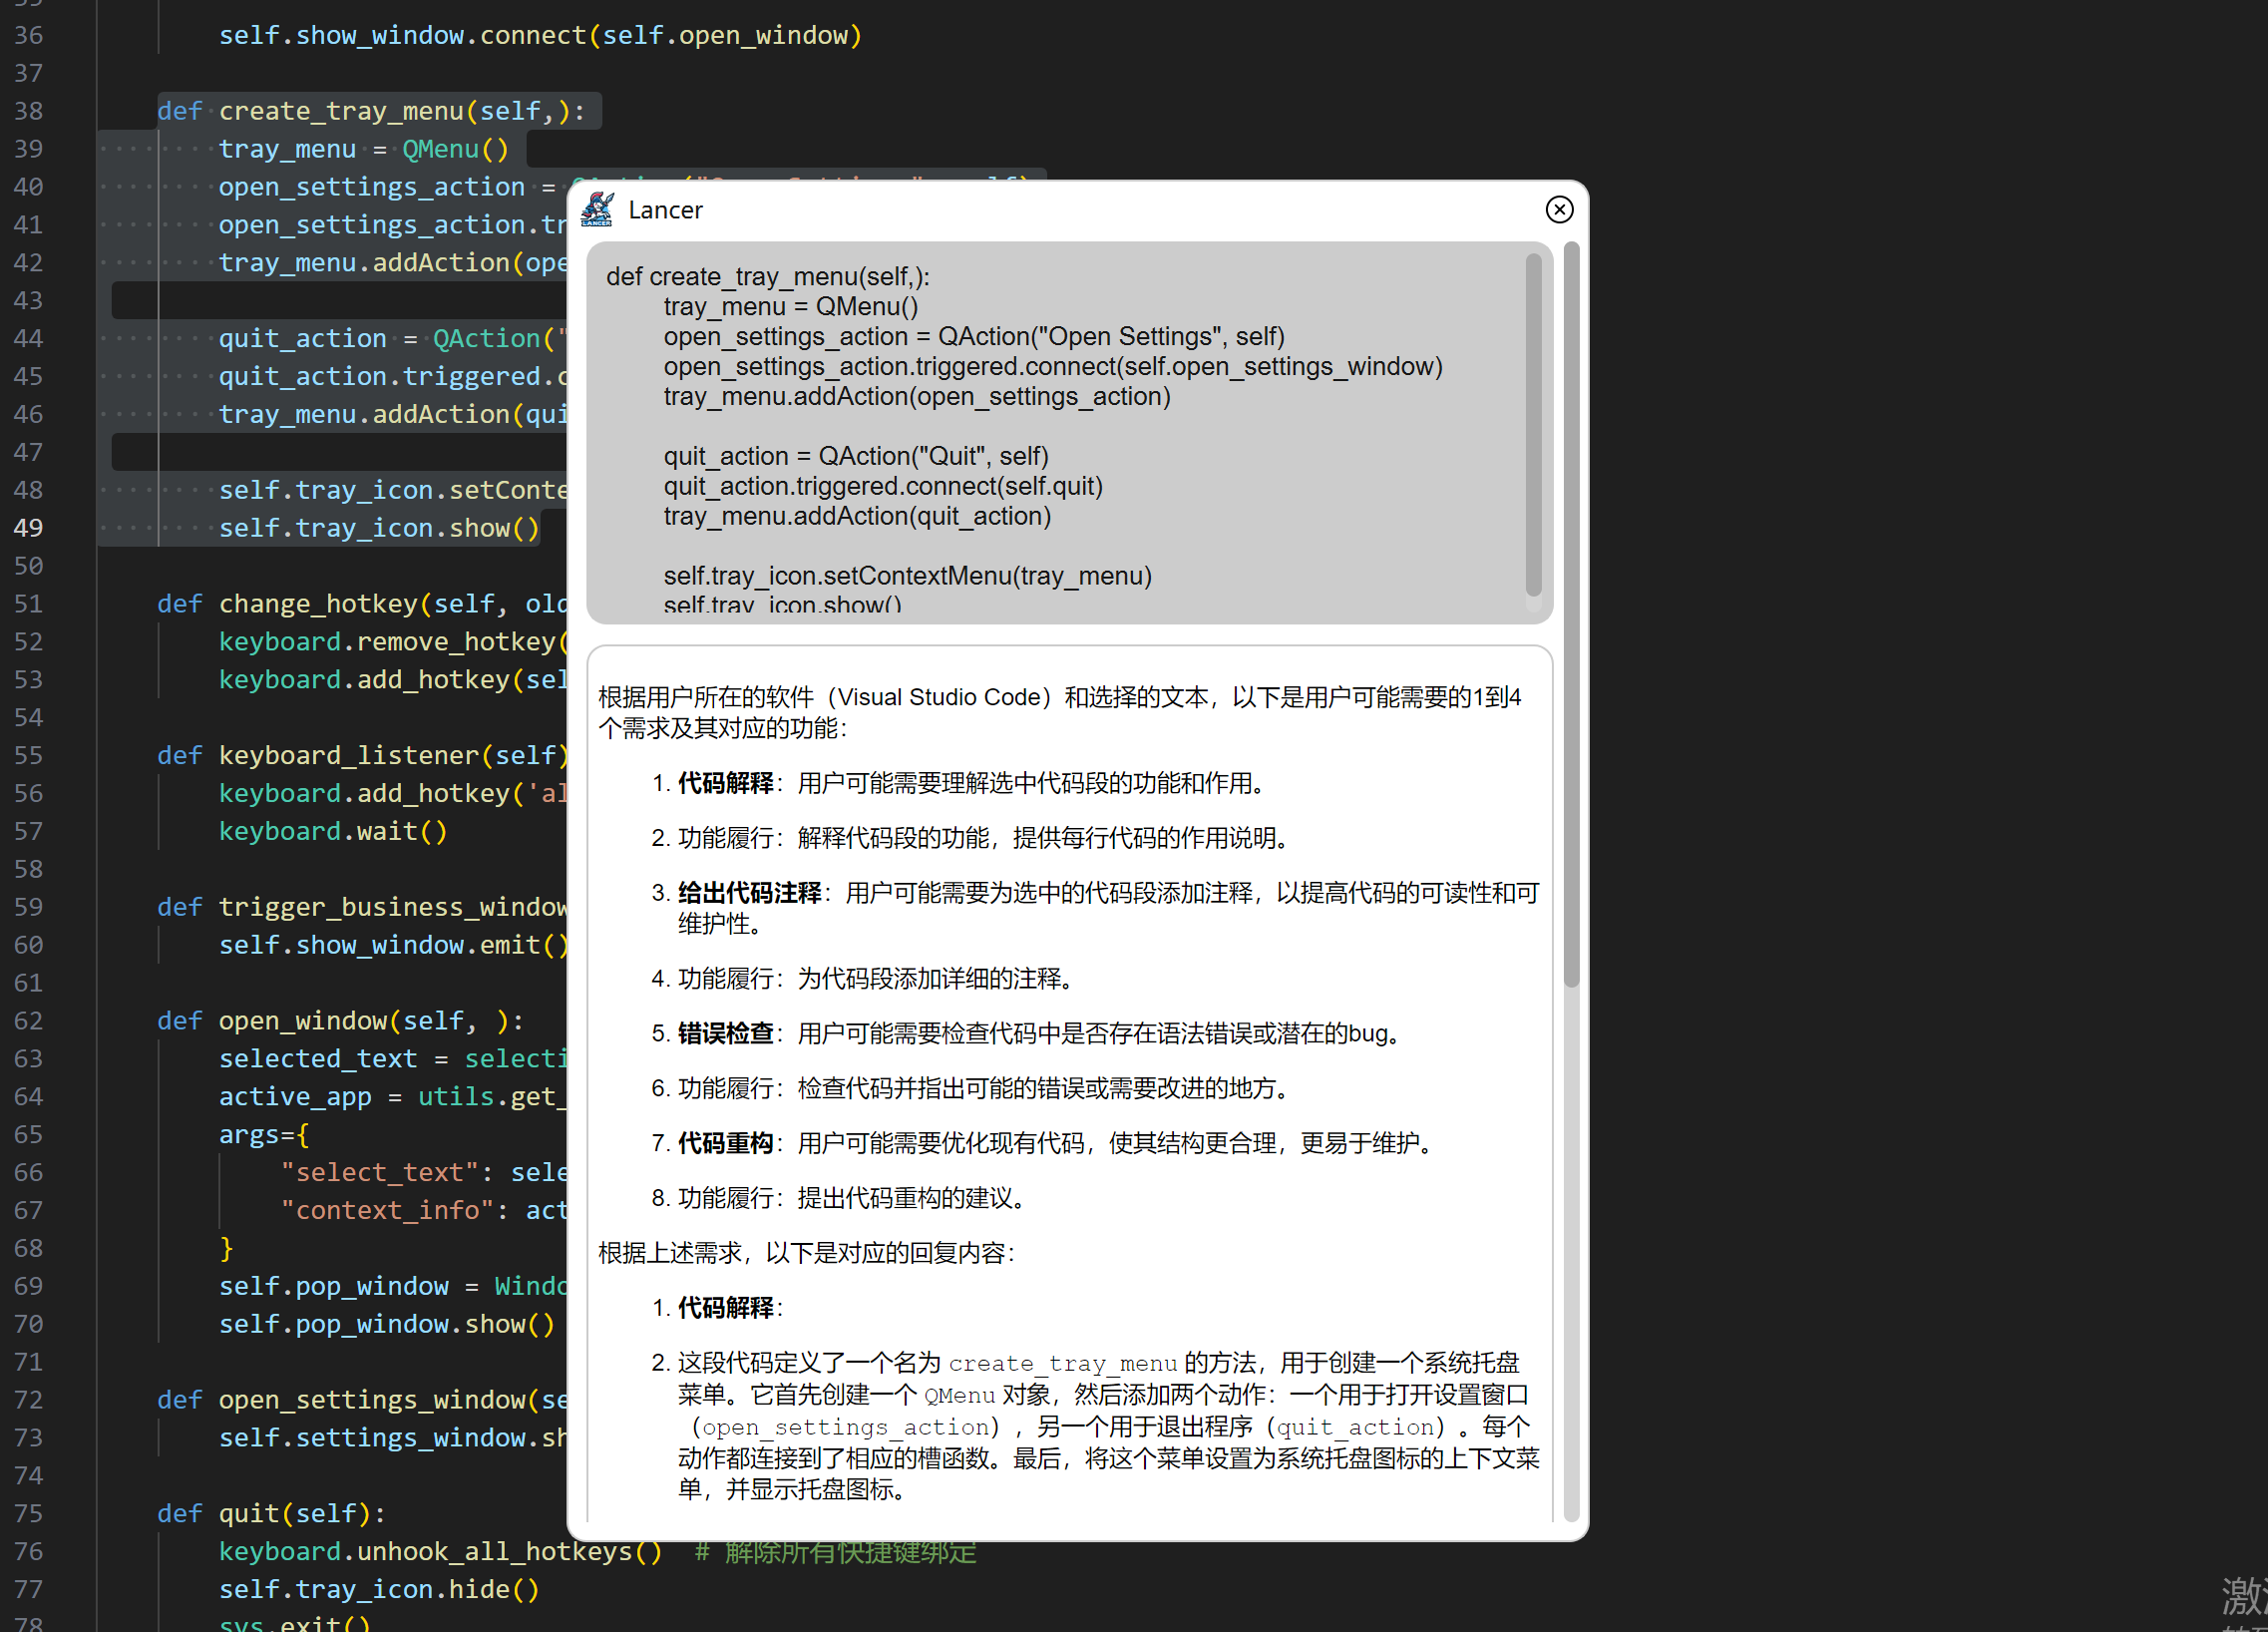 36 self.show_window.connect(self.open_window)
37
38 def create_tray_menu(self,):
39 tray_menu = QMenu()
40 open_settings_action =
41 open_settings_action.tr
42 tray_menu.addAction(ope
43
44 quit_action = QAction("
45 quit_action.triggered.c
46 tray_menu.addAction(qui
47
48 self.tray_icon.setConte
49 self.tray_icon.show()
50
51 def change_hotkey(self, old
52 keyboard.remove_hotkey(
53 keyboard.add_hotkey(sel
54
55 def keyboard_listener(self)
56 keyboard.add_hotkey('al
57 keyboard.wait()
58
59 def trigger_business_window
60 self.show_window.emit()
61
62 def open_window(self, ):
63 selected_text = selecti
64 active_app = utils.get_
65 args={
66 "select_text": sele
67 "context_info": act
68 }
69 self.pop_window = Windo
70 self.pop_window.show()
71
72 def open_settings_window(se
73 self.settings_window.sh
74
75 def quit(self):
76 keyboard.unhook_all_hotkeys() # 解除所有快捷键绑定
77 self.tray_icon.hide()
78 sys.exit()
Lancer
def create_tray_menu(self,):
tray_menu = QMenu()
open_settings_action = QAction("Open Settings", self)
open_settings_action.triggered.connect(self.open_settings_window)
tray_menu.addAction(open_settings_action)
quit_action = QAction("Quit", self)
quit_action.triggered.connect(self.quit)
tray_menu.addAction(quit_action)
self.tray_icon.setContextMenu(tray_menu)
self.tray_icon.show()
根据用户所在的软件（Visual Studio Code）和选择的文本，以下是用户可能需要的1到4
个需求及其对应的功能：
1. 代码解释：用户可能需要理解选中代码段的功能和作用。
2. 功能履行：解释代码段的功能，提供每行代码的作用说明。
3. 给出代码注释：用户可能需要为选中的代码段添加注释，以提高代码的可读性和可
维护性。
4. 功能履行：为代码段添加详细的注释。
5. 错误检查：用户可能需要检查代码中是否存在语法错误或潜在的bug。
6. 功能履行：检查代码并指出可能的错误或需要改进的地方。
7. 代码重构：用户可能需要优化现有代码，使其结构更合理，更易于维护。
8. 功能履行：提出代码重构的建议。
根据上述需求，以下是对应的回复内容：
1. 代码解释：
2. 这段代码定义了一个名为 create_tray_menu 的方法，用于创建一个系统托盘
菜单。它首先创建一个 QMenu 对象，然后添加两个动作：一个用于打开设置窗口
（open_settings_action），另一个用于退出程序（quit_action）。每个
动作都连接到了相应的槽函数。最后，将这个菜单设置为系统托盘图标的上下文菜
单，并显示托盘图标。